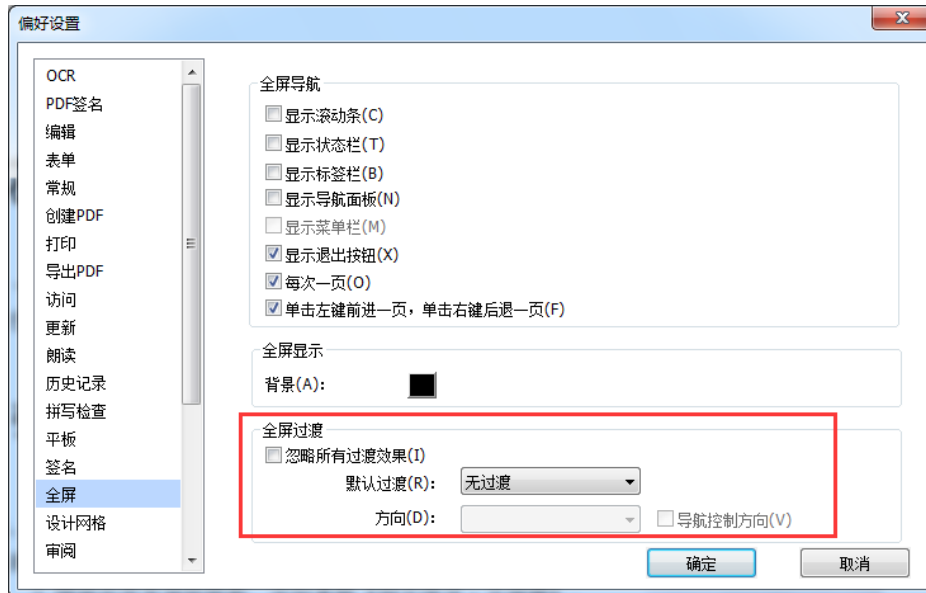 偏好设置
OCR
PDF签名
编辑
表单
常规
创建PDF
打印
导出PDF
访问
更新
朗读
历史记录
拼写检查
平板
签名
全屏
设计网格
审阅
全屏导航
显示滚动条(C)
显示状态栏(T)
显示标签栏(B)
显示导航面板(N)
显示菜单栏(M)
显示退出按钮(X)
每次一页(O)
单击左键前进一页，单击右键后退一页(F)
全屏显示
背景(A):
全屏过渡
忽略所有过渡效果(I)
默认过渡(R): 无过渡
方向(D): 导航控制方向(V)
确定 取消